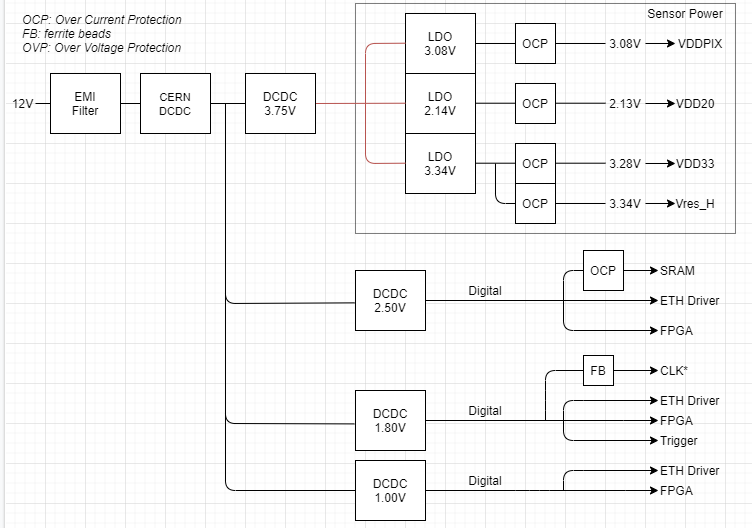 OCP: Over Current Protection
FB: ferrite beads
OVP: Over Voltage Protection
Sensor Power
12V
EMI
Filter
CERN
DCDC
DCDC
3.75V
LDO
3.08V
OCP
3.08V
VDDPIX
LDO
2.14V
OCP
2.13V
VDD20
LDO
3.34V
OCP
3.28V
VDD33
OCP
3.34V
Vres_H
DCDC
2.50V
Digital
OCP
SRAM
ETH Driver
FPGA
DCDC
1.80V
Digital
FB
CLK*
ETH Driver
FPGA
Trigger
DCDC
1.00V
Digital
ETH Driver
FPGA